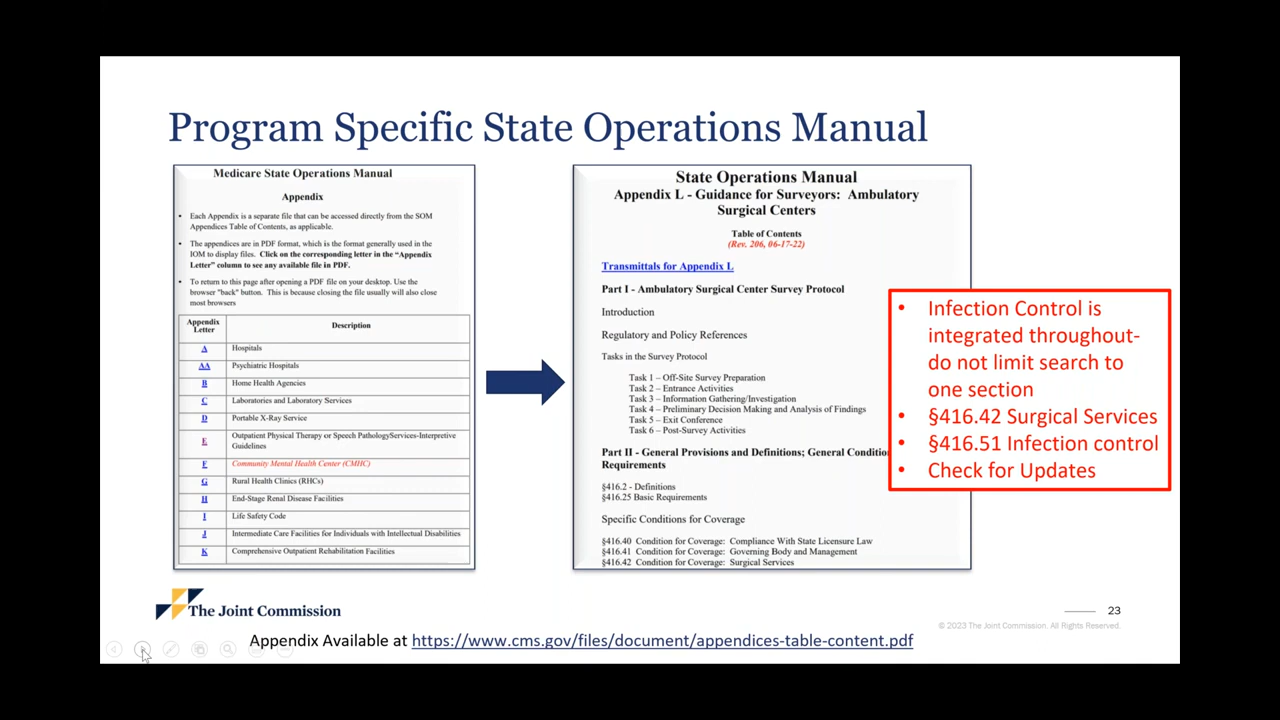 Program Specific State Operations Manual
Medicare State Operations Manual
Appendix
• Each Appendix is a separate file that can be accessed directly from the SOM
Appendices Table of Contents, as applicable.
• The appendices are in PDF format, which is the format generally used in the
IOM to display files. Click on the corresponding letter in the "Appendix
Letter" column to see any available file in PDF.
• To return to this page after opening a PDF file on your desktop. Use the
browser "back" button. This is because closing the file usually will also close
most browsers
Appendix Letter Description
A Hospitals
AA Psychiatric Hospitals
B Home Health Agencies
C Laboratories and Laboratory Services
D Portable X-Ray Service
E Outpatient Physical Therapy or Speech PathologyServices-Interpretive
Guidelines
F Community Mental Health Center (CMHC)
G Rural Health Clinics (RHCs)
H End-Stage Renal Disease Facilities
I Life Safety Code
J Intermediate Care Facilities for Individuals with Intellectual Disabilities
K Comprehensive Outpatient Rehabilitation Facilities
State Operations Manual
Appendix L - Guidance for Surveyors: Ambulatory
Surgical Centers
Table of Contents
(Rev. 206, 06-17-22)
Transmittals for Appendix L
Part I - Ambulatory Surgical Center Survey Protocol
Introduction
Regulatory and Policy References
Tasks in the Survey Protocol
Task 1 – Off-Site Survey Preparation
Task 2 – Entrance Activities
Task 3 – Information Gathering/Investigation
Task 4 – Preliminary Decision Making and Analysis of Findings
Task 5 – Exit Conference
Task 6 – Post-Survey Activities
Part II - General Provisions and Definitions; General
Requirements
§416.2 - Definitions
§416.25 Basic Requirements
Specific Conditions for Coverage
§416.40 Condition for Coverage: Compliance With State Licensure Law
§416.41 Condition for Coverage: Governing Body and Management
§416.42 Condition for Coverage: Surgical Services
• Infection Control is
integrated throughout-
do not limit search to
one section
• §416.42 Surgical Services
• §416.51 Infection control
• Check for Updates
The Joint Commission
23
© 2023 The Joint Commission. All Rights Reserved.
Appendix Available at https://www.cms.gov/files/document/appendices-table-content.pdf